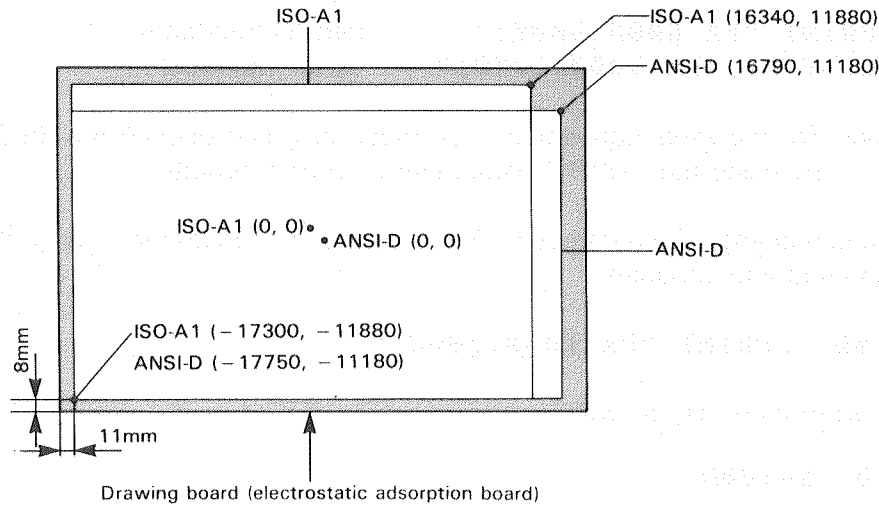 ISO-A1
ISO-A1 (16340, 11880)
ANSI-D (16790, 11180)
ISO-A1 (0, 0)
ANSI-D (0, 0)
ANSI-D
ISO-A1 (−17300, −11880)
ANSI-D (−17750, −11180)
8mm
11mm
Drawing board (electrostatic adsorption board)